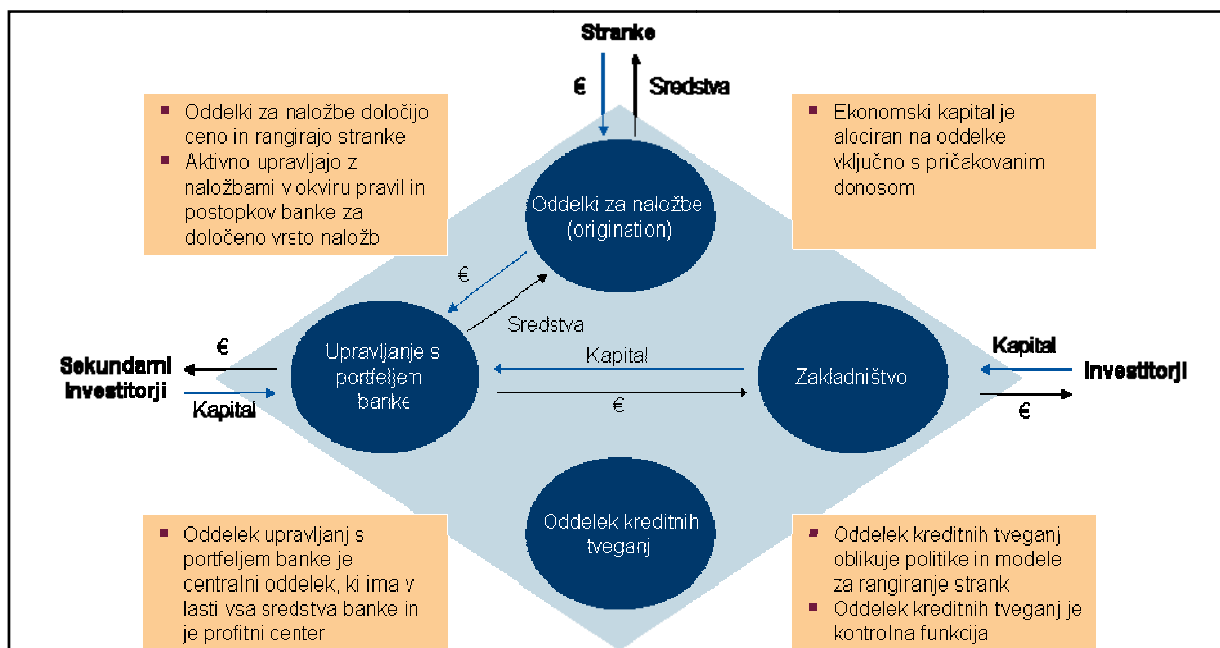 Stranke
€
Sredstva
Oddelki za naložbe določijo
ceno in rangirajo stranke
Aktivno upravljajo z
naložbami v okviru pravil in
postopkov banke za
določeno vrsto naložb
Ekonomski kapital je
alociran na oddelke
vključno s pričakovanim
donosom
Oddelki za naložbe
(origination)
€
Sredstva
Upravljanje s
portfeljem
banke
Kapital
€
Zakladništvo
Sekundarni
investitorji
€
Kapital
Kapital
Investitorji
€
Oddelek kreditnih
tveganj
Oddelek upravljanj s
portfeljem banke je
centralni oddelek, ki ima v
lasti vsa sredstva banke in
je profitni center
Oddelek kreditnih tveganj
oblikuje politike in modele
za rangiranje strank
Oddelek kreditnih tveganj je
kontrolna funkcija